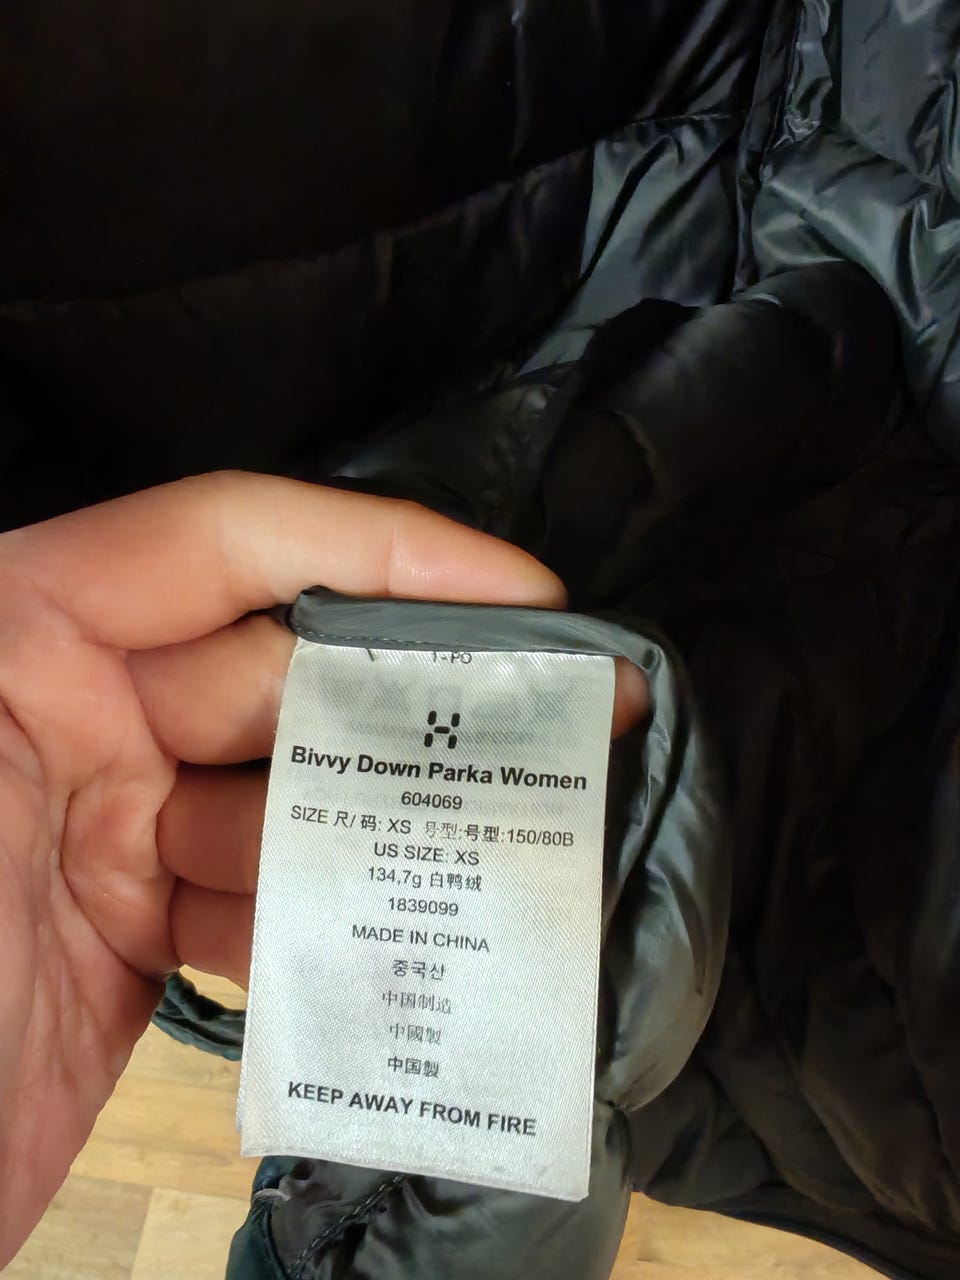 Bivvy Down Parka Women
604069
SIZE 尺/ 码: XS 号型:号型:150/80B
US SIZE: XS
134,7g 白鸭绒
1839099
MADE IN CHINA
중국산
中国制造
中國製
中国製
KEEP AWAY FROM FIRE